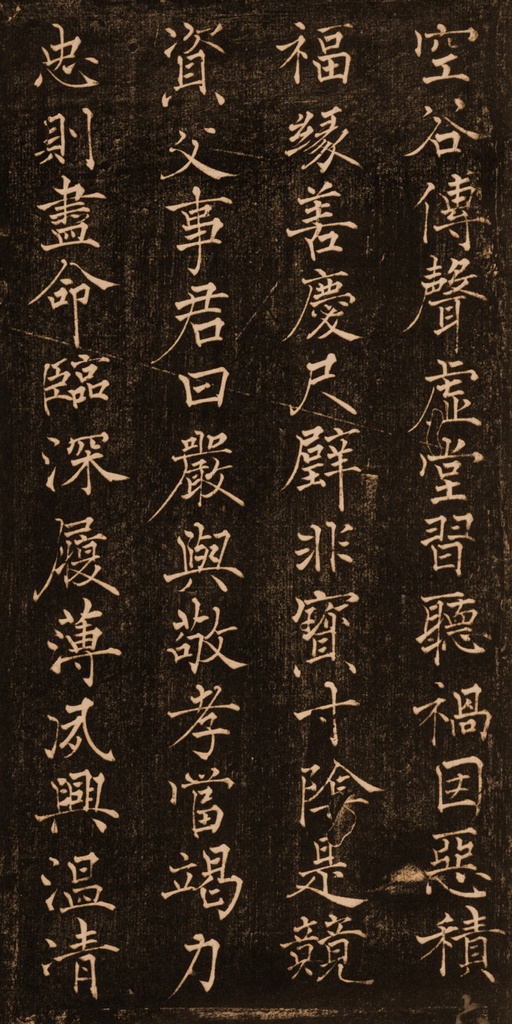 空谷傳聲虛堂習聽禍因惡積
福緣善慶尺璧非寶寸陰是競
資父事君曰嚴與敬孝當竭力
忠則盡命臨深履薄夙興温凊